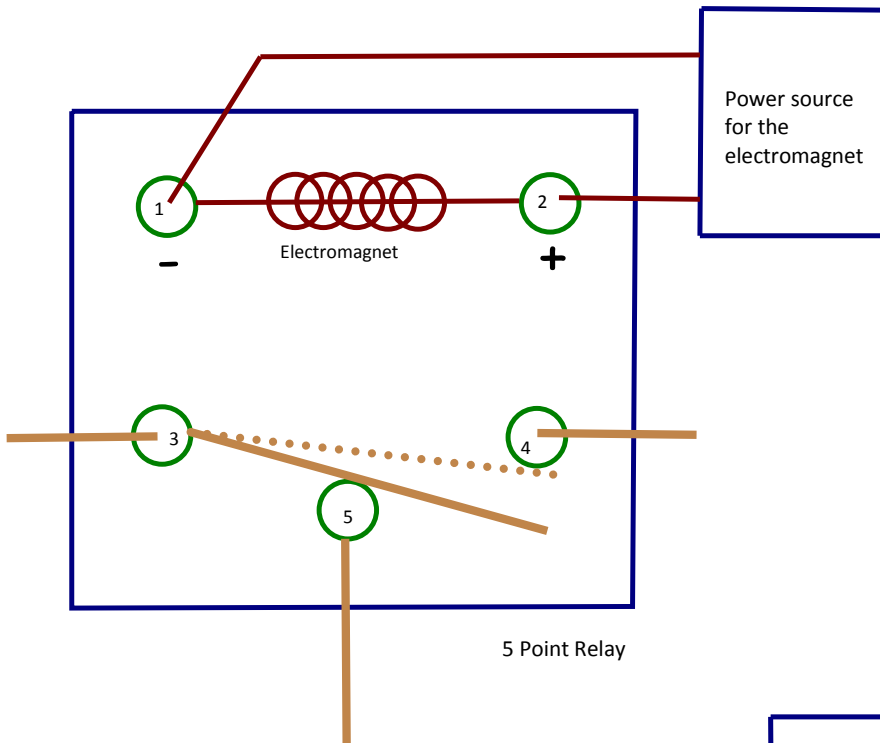 Power source
for the
electromagnet
1
2
Electromagnet
-
+
3
4
5
5 Point Relay